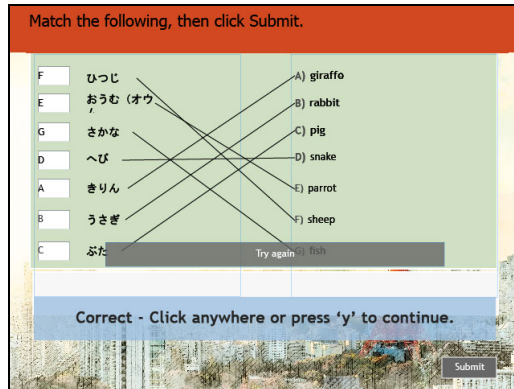 Match the following, then click Submit.
F ひつじ A) giraffe
E おうむ（オウ B) rabbit
G さかな C) pig
D へび D) snake
A きりん E) parrot
B うさぎ F) sheep
C ぶた G) fish
Try again
Correct - Click anywhere or press ‘y’ to continue.
Submit